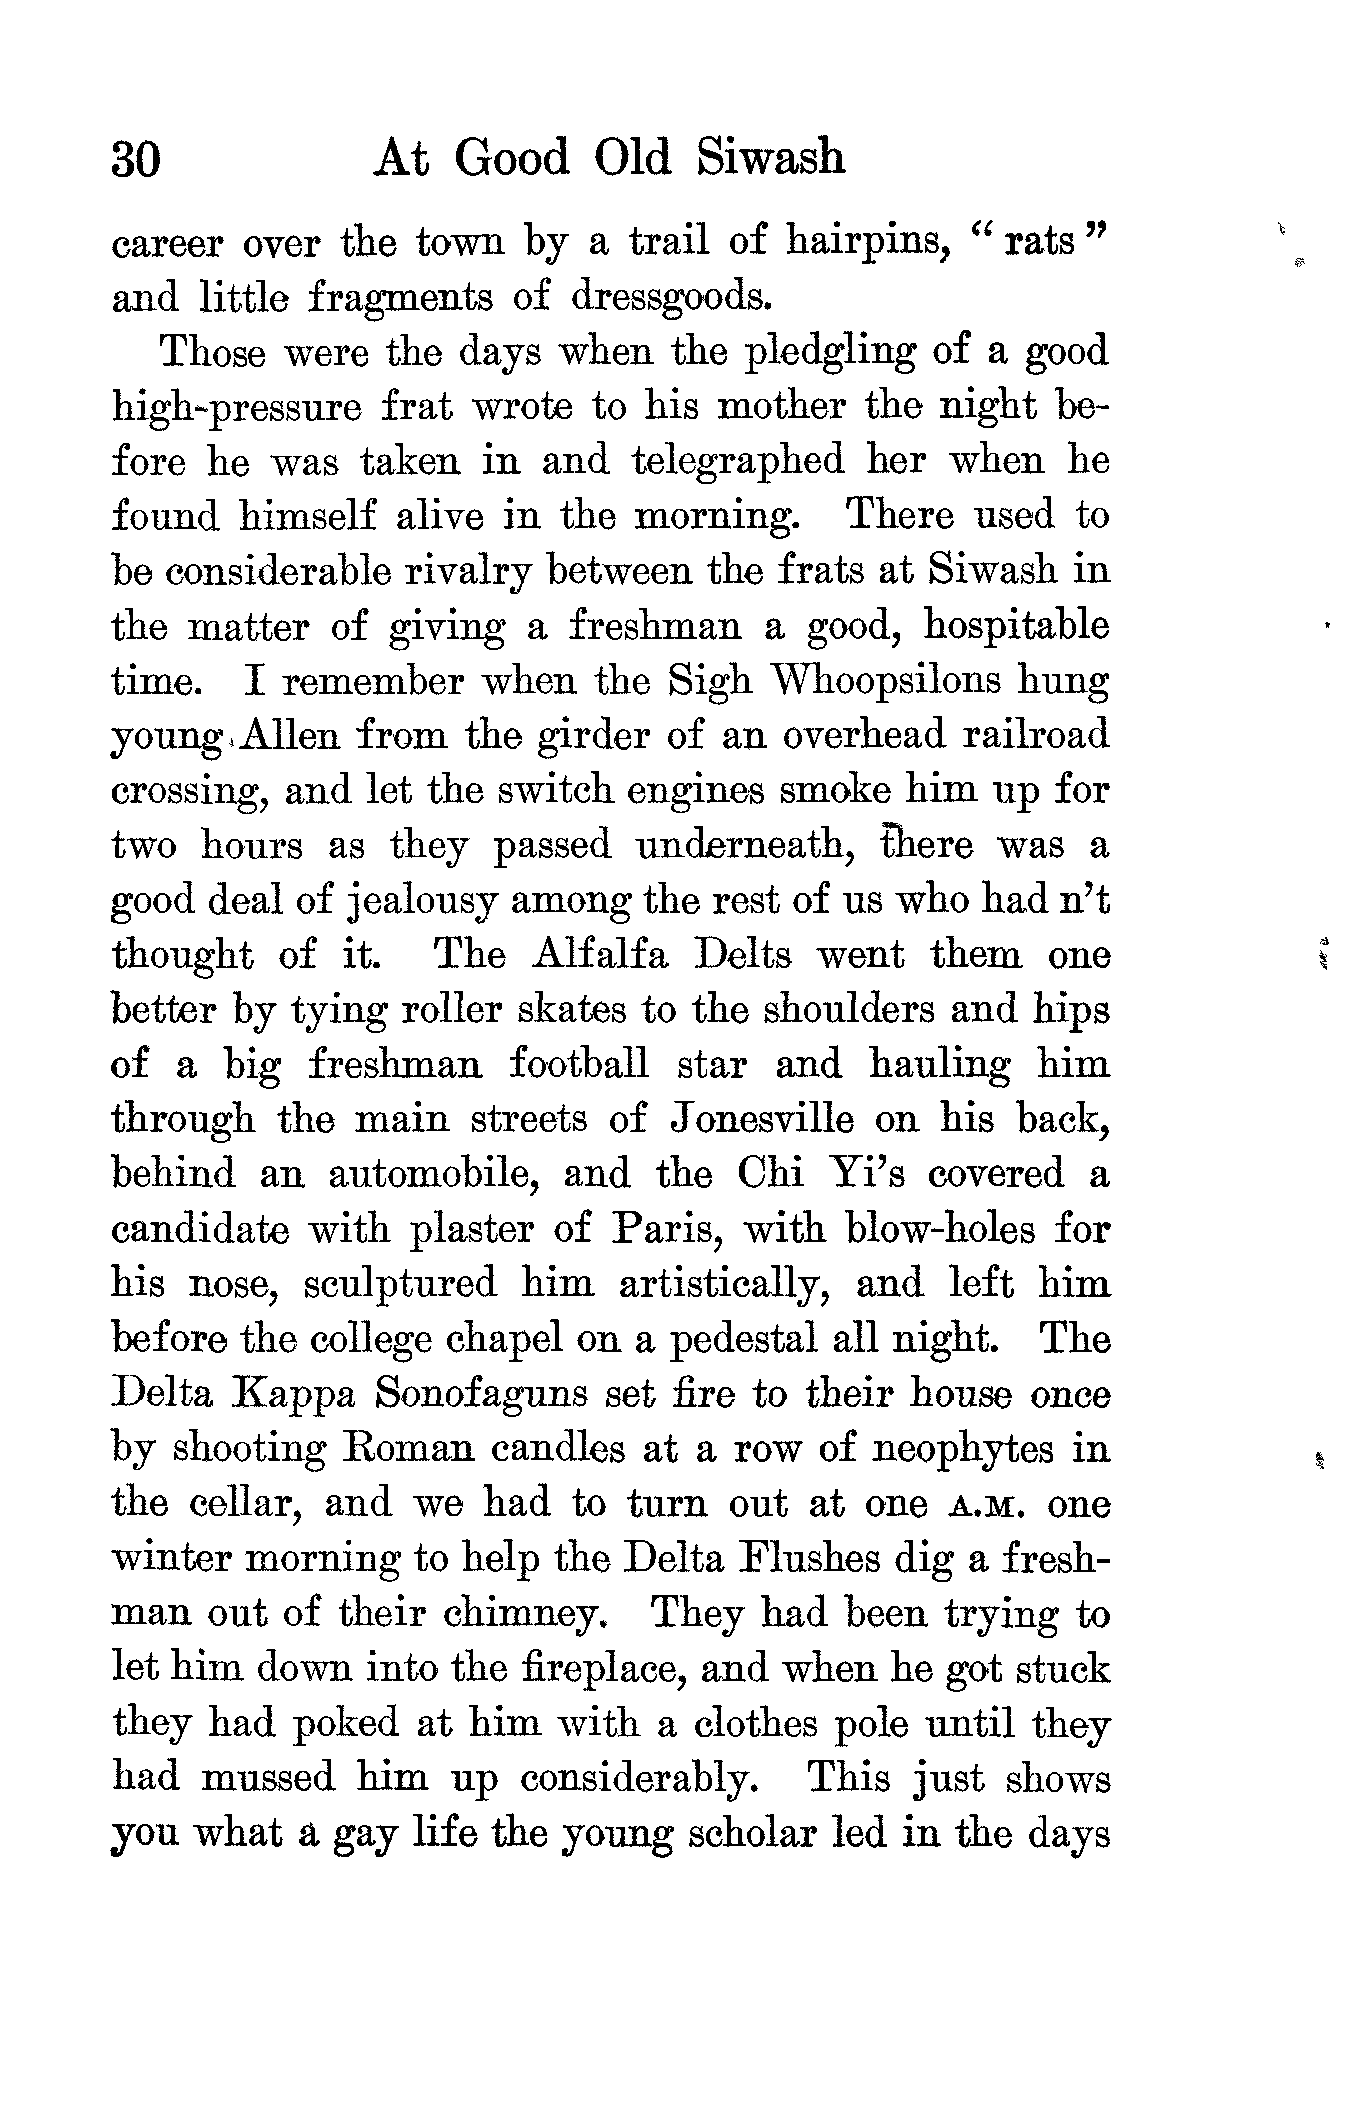 30 At Good Old Siwash
career over the town by a trail of hairpins, “ rats ”
and little fragments of dressgoods.
Those were the days when the pledgling of a good
high-pressure frat wrote to his mother the night be-
fore he was taken in and telegraphed her when he
found himself alive in the morning. There used to
be considerable rivalry between the frats at Siwash in
the matter of giving a freshman a good, hospitable
time. I remember when the Sigh Whoopsilons hung
young Allen from the girder of an overhead railroad
crossing, and let the switch engines smoke him up for
two hours as they passed underneath, there was a
good deal of jealousy among the rest of us who had n’t
thought of it. The Alfalfa Delts went them one
better by tying roller skates to the shoulders and hips
of a big freshman football star and hauling him
through the main streets of Jonesville on his back,
behind an automobile, and the Chi Yi’s covered a
candidate with plaster of Paris, with blow-holes for
his nose, sculptured him artistically, and left him
before the college chapel on a pedestal all night. The
Delta Kappa Sonofaguns set fire to their house once
by shooting Roman candles at a row of neophytes in
the cellar, and we had to turn out at one A.M. one
winter morning to help the Delta Flushes dig a fresh-
man out of their chimney. They had been trying to
let him down into the fireplace, and when he got stuck
they had poked at him with a clothes pole until they
had mussed him up considerably. This just shows
you what a gay life the young scholar led in the days